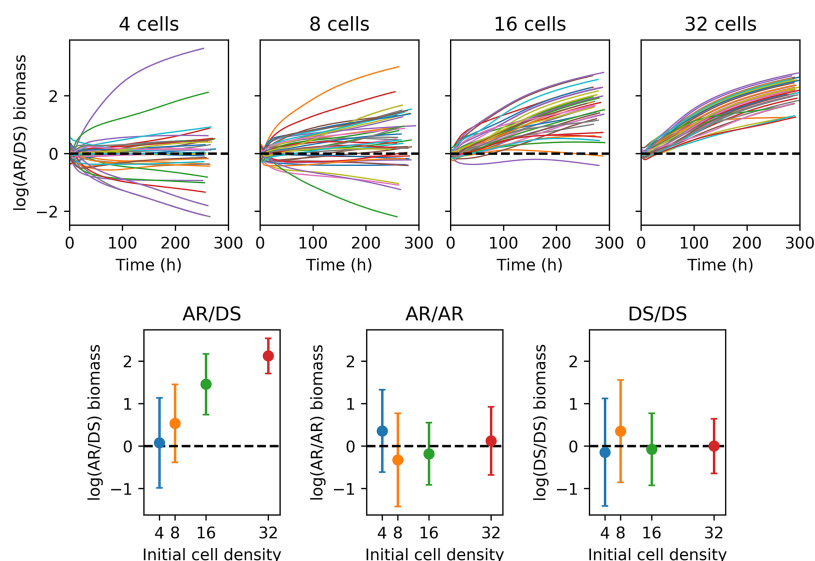 4 cells
8 cells
16 cells
32 cells
log(AR/DS) biomass
2
0
−2
0 100 200 300
0 100 200 300
0 100 200 300
0 100 200 300
Time (h)
Time (h)
Time (h)
Time (h)
AR/DS
AR/AR
DS/DS
log(AR/DS) biomass
2
1
0
−1
4 8 16 32
Initial cell density
log(AR/AR) biomass
2
1
0
−1
4 8 16 32
Initial cell density
log(DS/DS) biomass
2
1
0
−1
4 8 16 32
Initial cell density